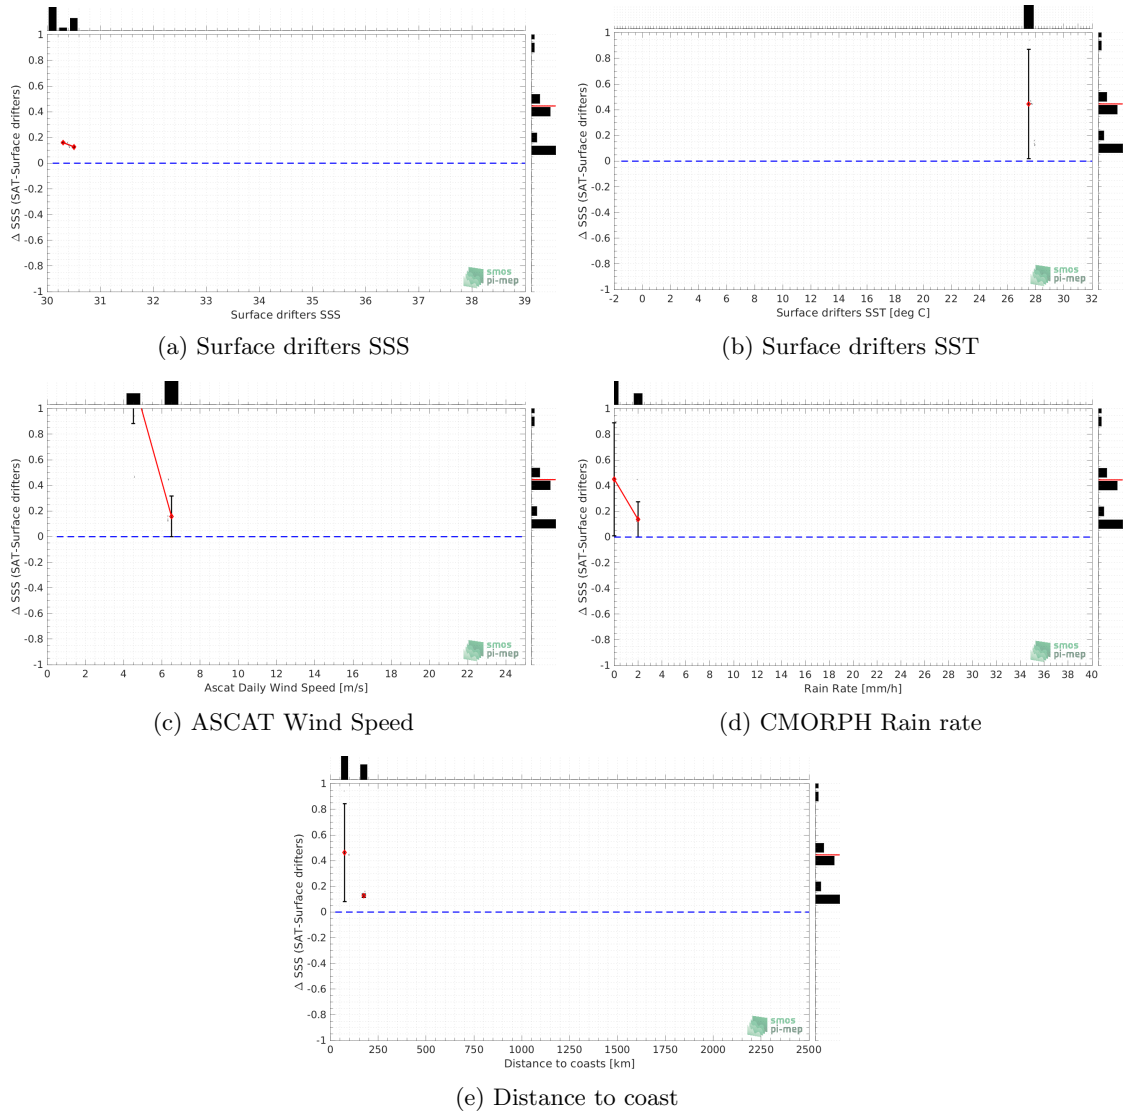 1
0.8
0.6
0.4
0.2
0
-0.2
-0.4
-0.6
-0.8
-1
Δ SSS (SAT-Surface drifters)
30 31 32 33 34 35 36 37 38 39
Surface drifters SSS
smos
pi-mep
(a) Surface drifters SSS
1
0.8
0.6
0.4
0.2
0
-0.2
-0.4
-0.6
-0.8
-1
Δ SSS (SAT-Surface drifters)
-2 0 2 4 6 8 10 12 14 16 18 20 22 24 26 28 30 32
Surface drifters SST [deg C]
smos
pi-mep
(b) Surface drifters SST
1
0.8
0.6
0.4
0.2
0
-0.2
-0.4
-0.6
-0.8
-1
Δ SSS (SAT-Surface drifters)
0 2 4 6 8 10 12 14 16 18 20 22 24
Ascat Daily Wind Speed [m/s]
smos
pi-mep
(c) ASCAT Wind Speed
1
0.8
0.6
0.4
0.2
0
-0.2
-0.4
-0.6
-0.8
-1
Δ SSS (SAT-Surface drifters)
0 2 4 6 8 10 12 14 16 18 20 22 24 26 28 30 32 34 36 38 40
Rain Rate [mm/h]
smos
pi-mep
(d) CMORPH Rain rate
1
0.8
0.6
0.4
0.2
0
-0.2
-0.4
-0.6
-0.8
-1
Δ SSS (SAT-Surface drifters)
0 250 500 750 1000 1250 1500 1750 2000 2250 2500
Distance to coasts [km]
smos
pi-mep
(e) Distance to coast